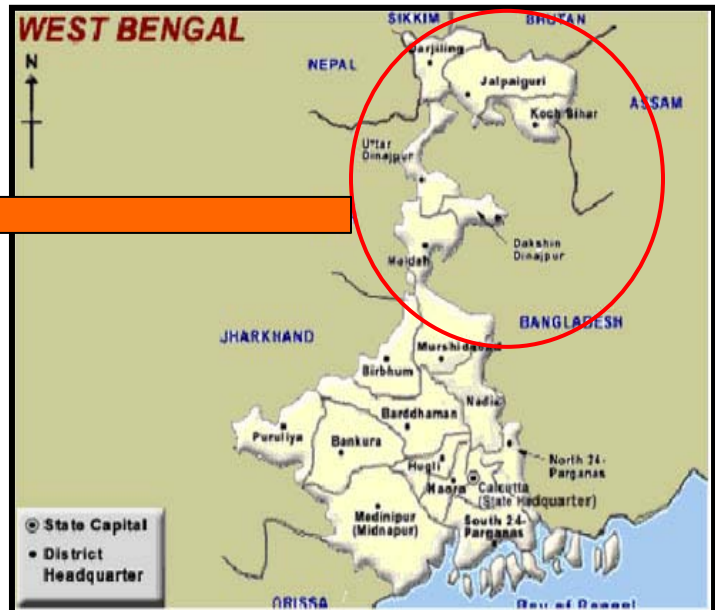 WEST BENGAL
SIKKIM
BHUTAN
N
NEPAL
Darjiling
Jalpaiguri
ASSAM
Koch Bihar
Uttar
Dinajpur
Dakshin
Dinajpur
Maldah
BANGLADESH
JHARKHAND
Murshidabad
Birbhum
Nadia
Barddhaman
Puruliya
Bankura
North 24-
Parganas
Hugli
Haora
Calcutta
(State Hedquarter)
Medinipur
(Midnapur)
South 24-
Parganas
State Capital
District
Headquarter
ORISSA
Bay of Bengal